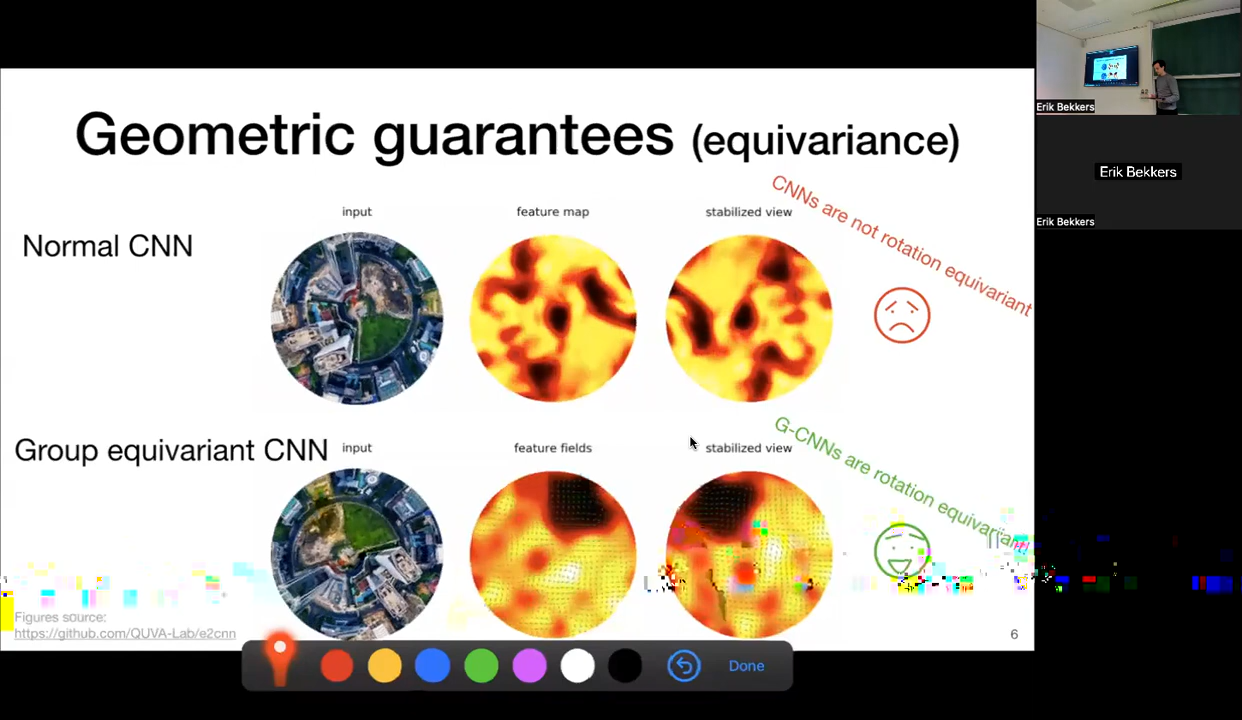 Geometric guarantees (equivariance)
CNNs are not rotation equivariant
input
feature map
stabilized view
Normal CNN
G-CNNs are rotation equivariant!
Group equivariant CNN
input
feature fields
stabilized view
Figures source:
https://github.com/QUVA-Lab/e2cnn
6
Done
Erik Bekkers
Erik Bekkers
Erik Bekkers